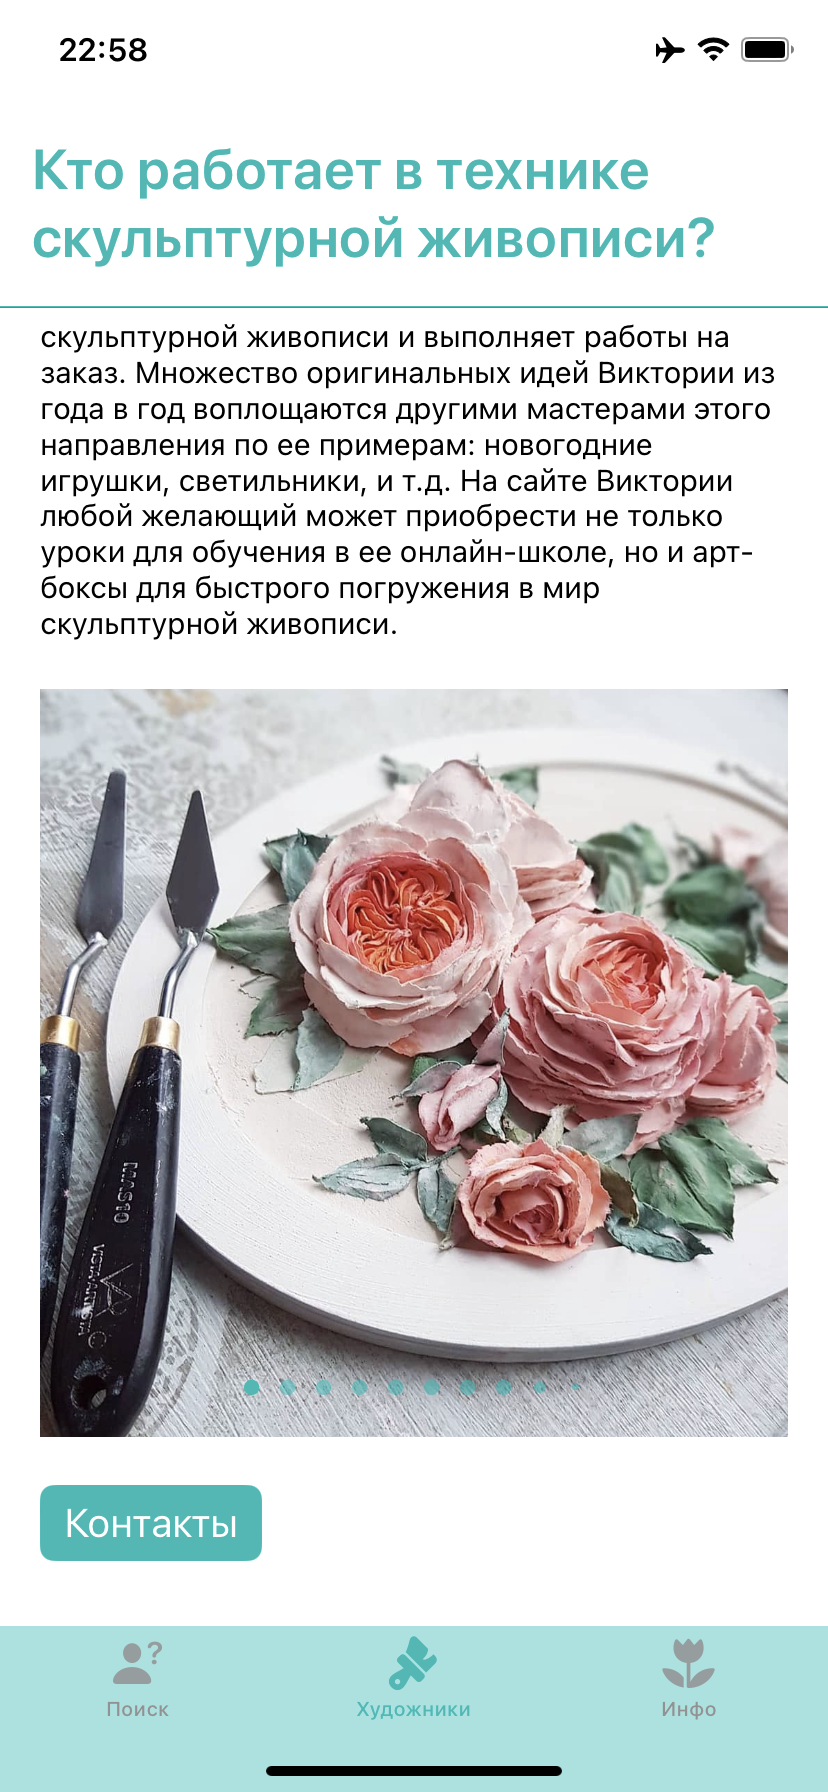 22:58
Кто работает в технике
скульптурной живописи?
скульптурной живописи и выполняет работы на
заказ. Множество оригинальных идей Виктории из
года в год воплощаются другими мастерами этого
направления по ее примерам: новогодние
игрушки, светильники, и т.д. На сайте Виктории
любой желающий может приобрести не только
уроки для обучения в ее онлайн-школе, но и арт-
боксы для быстрого погружения в мир
скульптурной живописи.
MAS10
VISTA-ARTISTA
Контакты
?
Поиск
Художники
Инфо